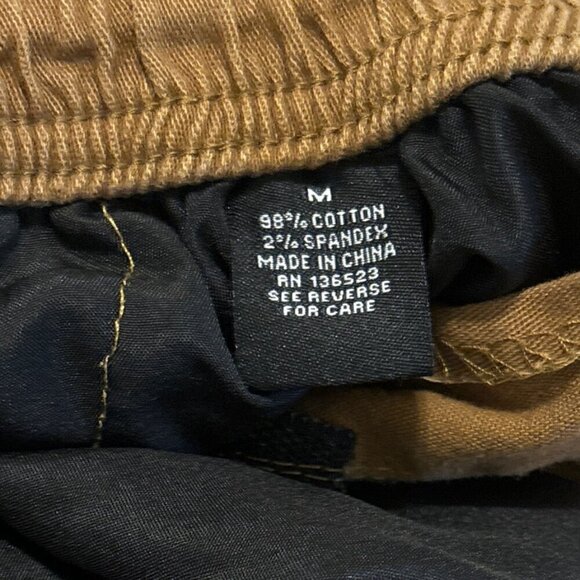 M
98% COTTON
2% SPANDEX
MADE IN CHINA
RN 136523
SEE REVERSE
FOR CARE